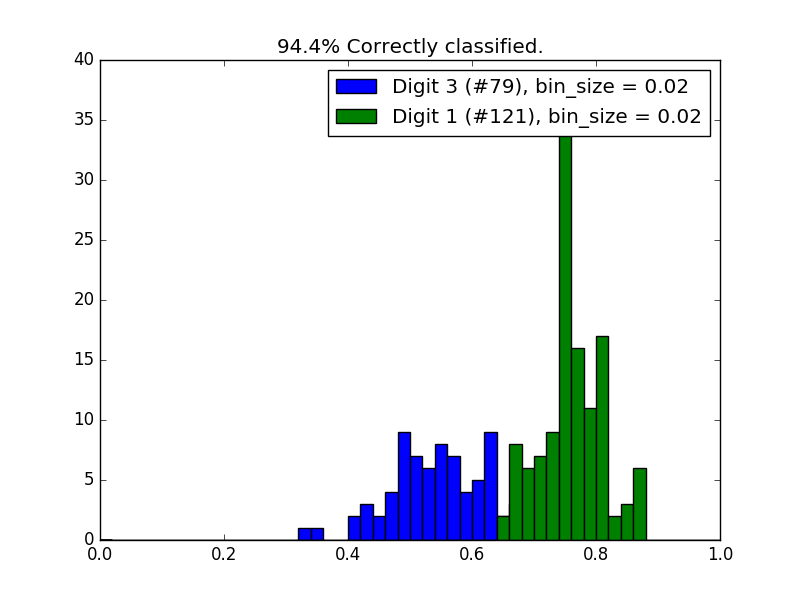 94.4% Correctly classified.
40
Digit 3 (#79), bin_size = 0.02
Digit 1 (#121), bin_size = 0.02
35
30
25
20
15
10
5
0
0.0 0.2 0.4 0.6 0.8 1.0